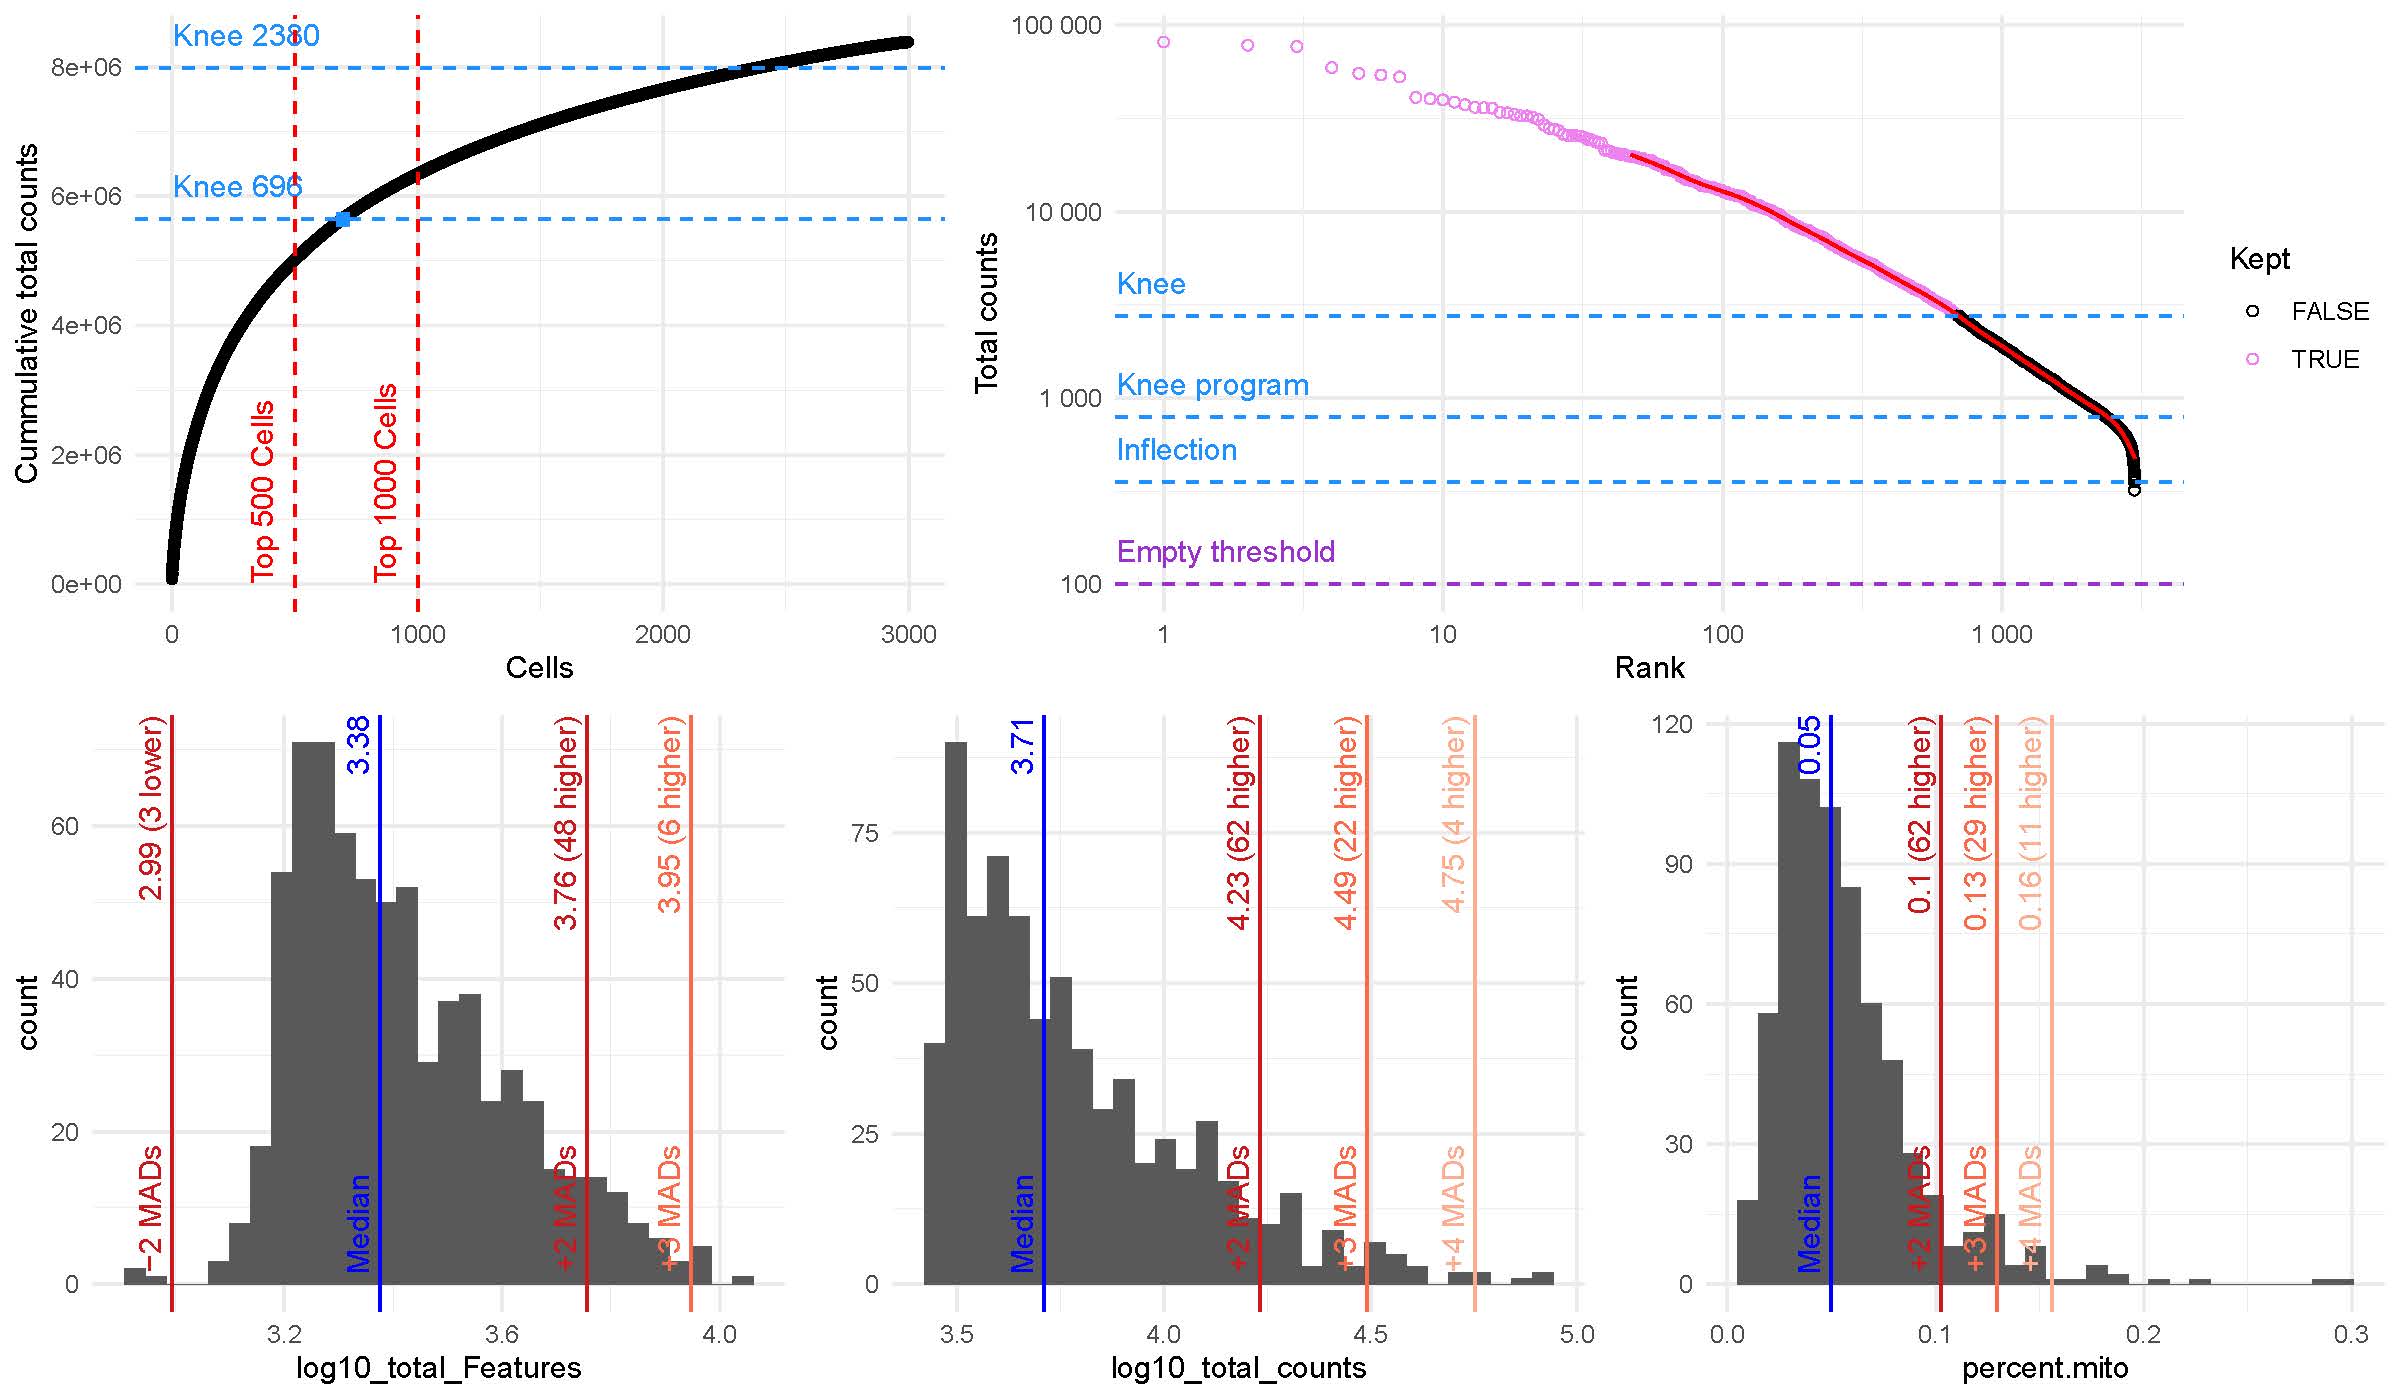 Knee 2380
Knee 696
Top 500 Cells
Top 1000 Cells
8e+06
6e+06
4e+06
2e+06
0e+00
Cummulative total counts
0
1000
2000
3000
Cells
100 000
10 000
1 000
100
Total counts
Knee
Knee program
Inflection
Empty threshold
1
10
100
1 000
Rank
Kept
FALSE
TRUE
2.99 (3 lower)
3.38
3.76 (48 higher)
3.95 (6 higher)
−2 MADs
Median
+2 MADs
+3 MADs
60
40
20
0
count
3.2
3.6
4.0
log10_total_Features
3.71
4.23 (62 higher)
4.49 (22 higher)
4.75 (4 higher)
Median
+2 MADs
+3 MADs
+4 MADs
75
50
25
0
count
3.5
4.0
4.5
5.0
log10_total_counts
0.05
0.1 (62 higher)
0.13 (29 higher)
0.16 (11 higher)
Median
+2 MADs
+3 MADs
+4 MADs
120
90
60
30
0
count
0.0
0.1
0.2
0.3
percent.mito